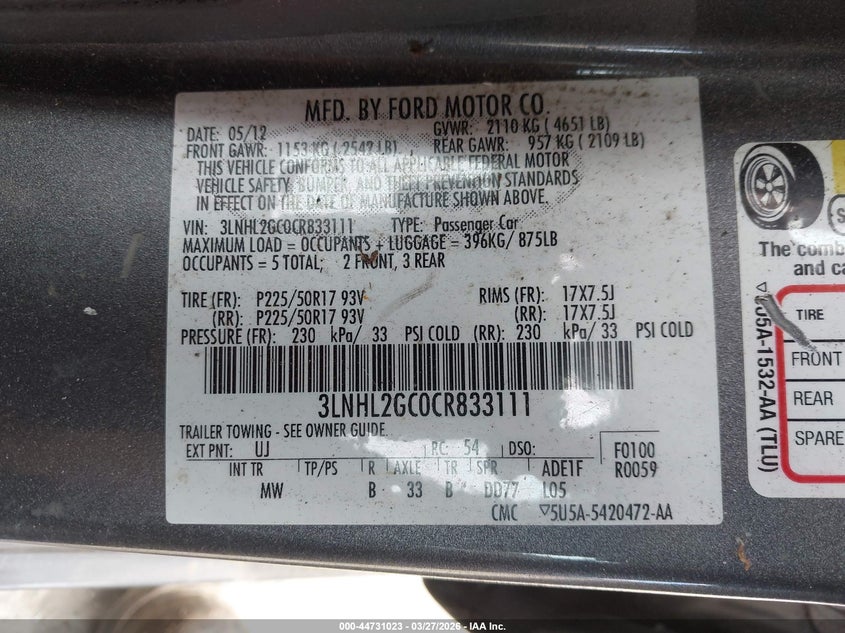 MFD. BY FORD MOTOR CO.
DATE: 05/12 GVWR: 2110 KG ( 4651 LB)
FRONT GAWR: 1153 KG ( 2542 LB) REAR GAWR: 957 KG ( 2109 LB)
THIS VEHICLE CONFORMS TO ALL APPLICABLE FEDERAL MOTOR
VEHICLE SAFETY, BUMPER, AND THEFT PREVENTION STANDARDS
IN EFFECT ON THE DATE OF MANUFACTURE SHOWN ABOVE.
VIN: 3LNHL2GC0CR833111 TYPE: Passenger Car
MAXIMUM LOAD = OCCUPANTS + LUGGAGE = 396KG/ 875LB
OCCUPANTS = 5 TOTAL; 2 FRONT, 3 REAR
TIRE (FR): P225/50R17 93V RIMS (FR): 17X7.5J
(RR): P225/50R17 93V (RR): 17X7.5J
PRESSURE (FR): 230 kPa/ 33 PSI COLD (RR): 230 kPa/ 33 PSI COLD
3LNHL2GC0CR833111
TRAILER TOWING - SEE OWNER GUIDE.
EXT PNT: UJ RC: 54 DSO: F0100
INT TR TP/PS R AXLE TR SPR ADE1F R0059
MW B 33 B DD77 L05
CMC ▽5U5A-5420472-AA
The comb
and ca
TIRE
FRONT
REAR
SPARE
U5A-1532-AA (TLU)
000-44731023 — 03/27/2026 — IAA Inc.